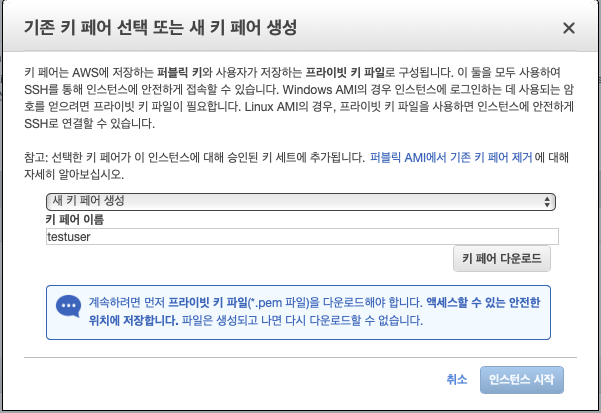 기존 키 페어 선택 또는 새 키 페어 생성
키 페어는 AWS에 저장하는 퍼블릭 키와 사용자가 저장하는 프라이빗 키 파일로 구성됩니다. 이 둘을 모두 사용하여
SSH를 통해 인스턴스에 안전하게 접속할 수 있습니다. Windows AMI의 경우 인스턴스에 로그인하는 데 사용되는 암
호를 얻으려면 프라이빗 키 파일이 필요합니다. Linux AMI의 경우, 프라이빗 키 파일을 사용하면 인스턴스에 안전하게
SSH로 연결할 수 있습니다.
참고: 선택한 키 페어가 이 인스턴스에 대해 승인된 키 세트에 추가됩니다. 퍼블릭 AMI에서 기존 키 페어 제거 에 대해
자세히 알아보십시오.
새 키 페어 생성
키 페어 이름
testuser
키 페어 다운로드
계속하려면 먼저 프라이빗 키 파일(*.pem 파일)을 다운로드해야 합니다. 액세스할 수 있는 안전한
위치에 저장합니다. 파일은 생성되고 나면 다시 다운로드할 수 없습니다.
취소
인스턴스 시작